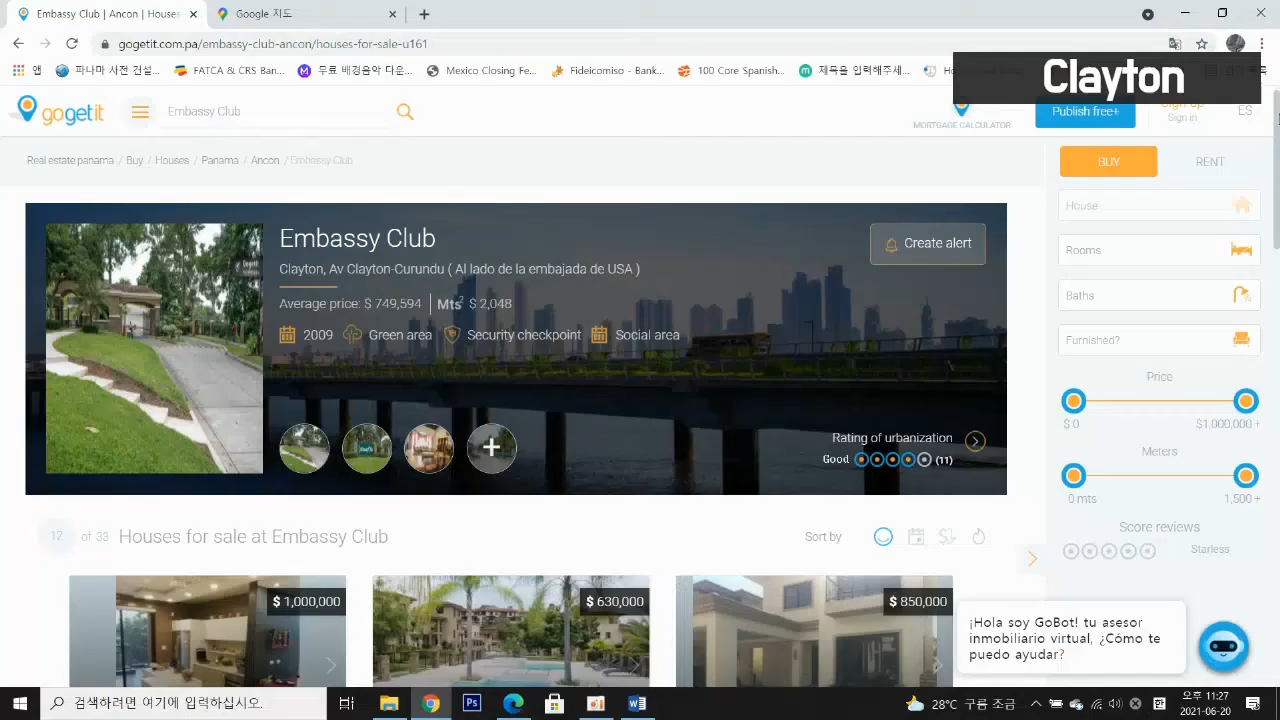 Embassy Club | Ancon | Houses f
Google 지도
gogetit.com.pa/embassy-club-ancon/houses-for-sale-u161
앱
파나마 사전 건설...
FATCA 및 CRS Ban...
무료 배경음악 다운...
Mexico Closing
Fideicomiso - Bank...
100 Core Spanish...
제목을 입력해주세...
Clayton
gogetit
Embassy Club
MORTGAGE CALCULATOR
Publish free+
Sign up
Sign in
ES
Real estate panama / Buy / Houses / Panama / Ancon / Embassy Club
BUY
RENT
Embassy Club
Create alert
Clayton, Av Clayton-Curundu ( Al lado de la embajada de USA )
Average price: $ 749,594
Mts² $ 2,048
2009
Green area
Security checkpoint
Social area
Rating of urbanization
Good
(11)
House
Rooms
Baths
Furnished?
Price
$ 0
$1,000,000 +
Meters
0 mts
1,500 +
Score reviews
Starless
12 of 33 Houses for sale at Embassy Club
Sort by
$ 1,000,000
$ 630,000
$ 850,000
¡Hola soy GoBot! tu asesor
inmobiliario virtual, ¿Cómo te
puedo ayudar?
검색하려면 여기에 입력하십시오.
28°C 구름 조금
오후 11:27
2021-06-20